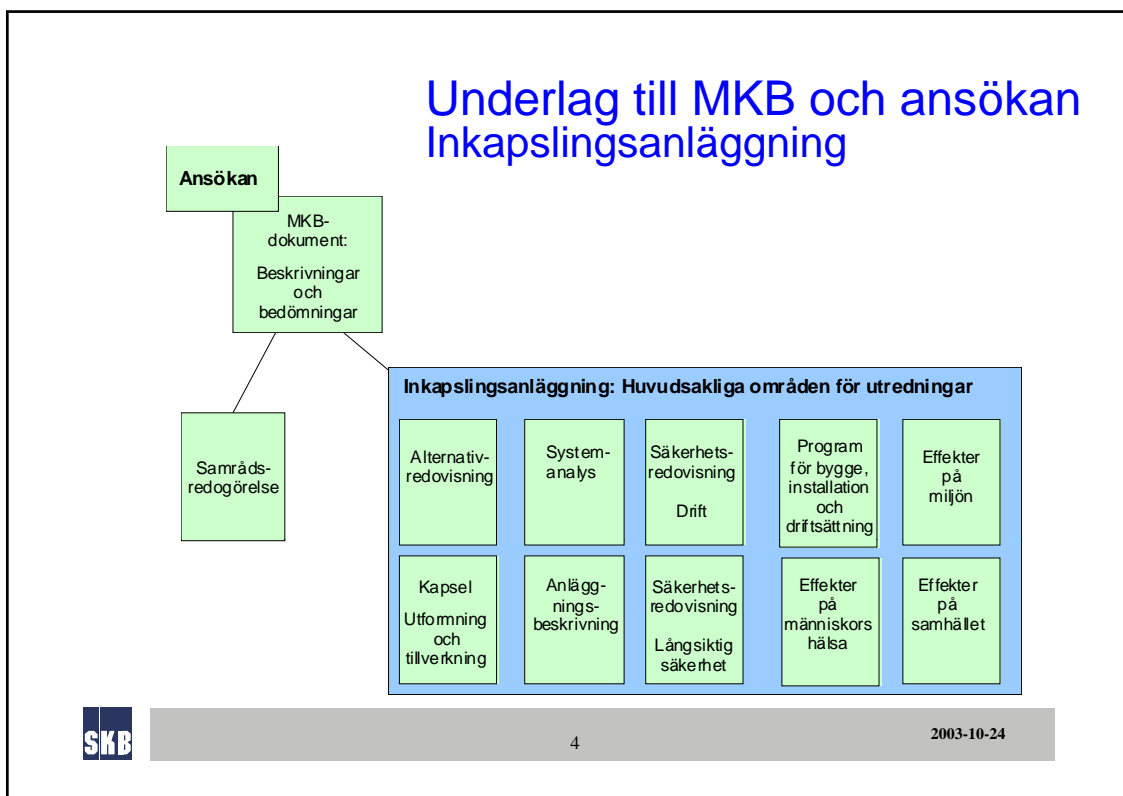 Underlag till MKB och ansökan
Inkapslingsanläggning
Ansökan
MKB-
dokument:
Beskrivningar
och
bedömningar
Samråds-
redogörelse
Inkapslingsanläggning: Huvudsakliga områden för utredningar
Alternativ-
redovisning
System-
analys
Säkerhets-
redovisning
Drift
Program
för bygge,
installation
och
driftsättning
Effekter
på
miljön
Kapsel
Utformning
och
tillverkning
Anlägg-
nings-
beskrivning
Säkerhets-
redovisning
Långsiktig
säkerhet
Effekter
på
människors
hälsa
Effekter
på
samhället
SKB
4
2003-10-24